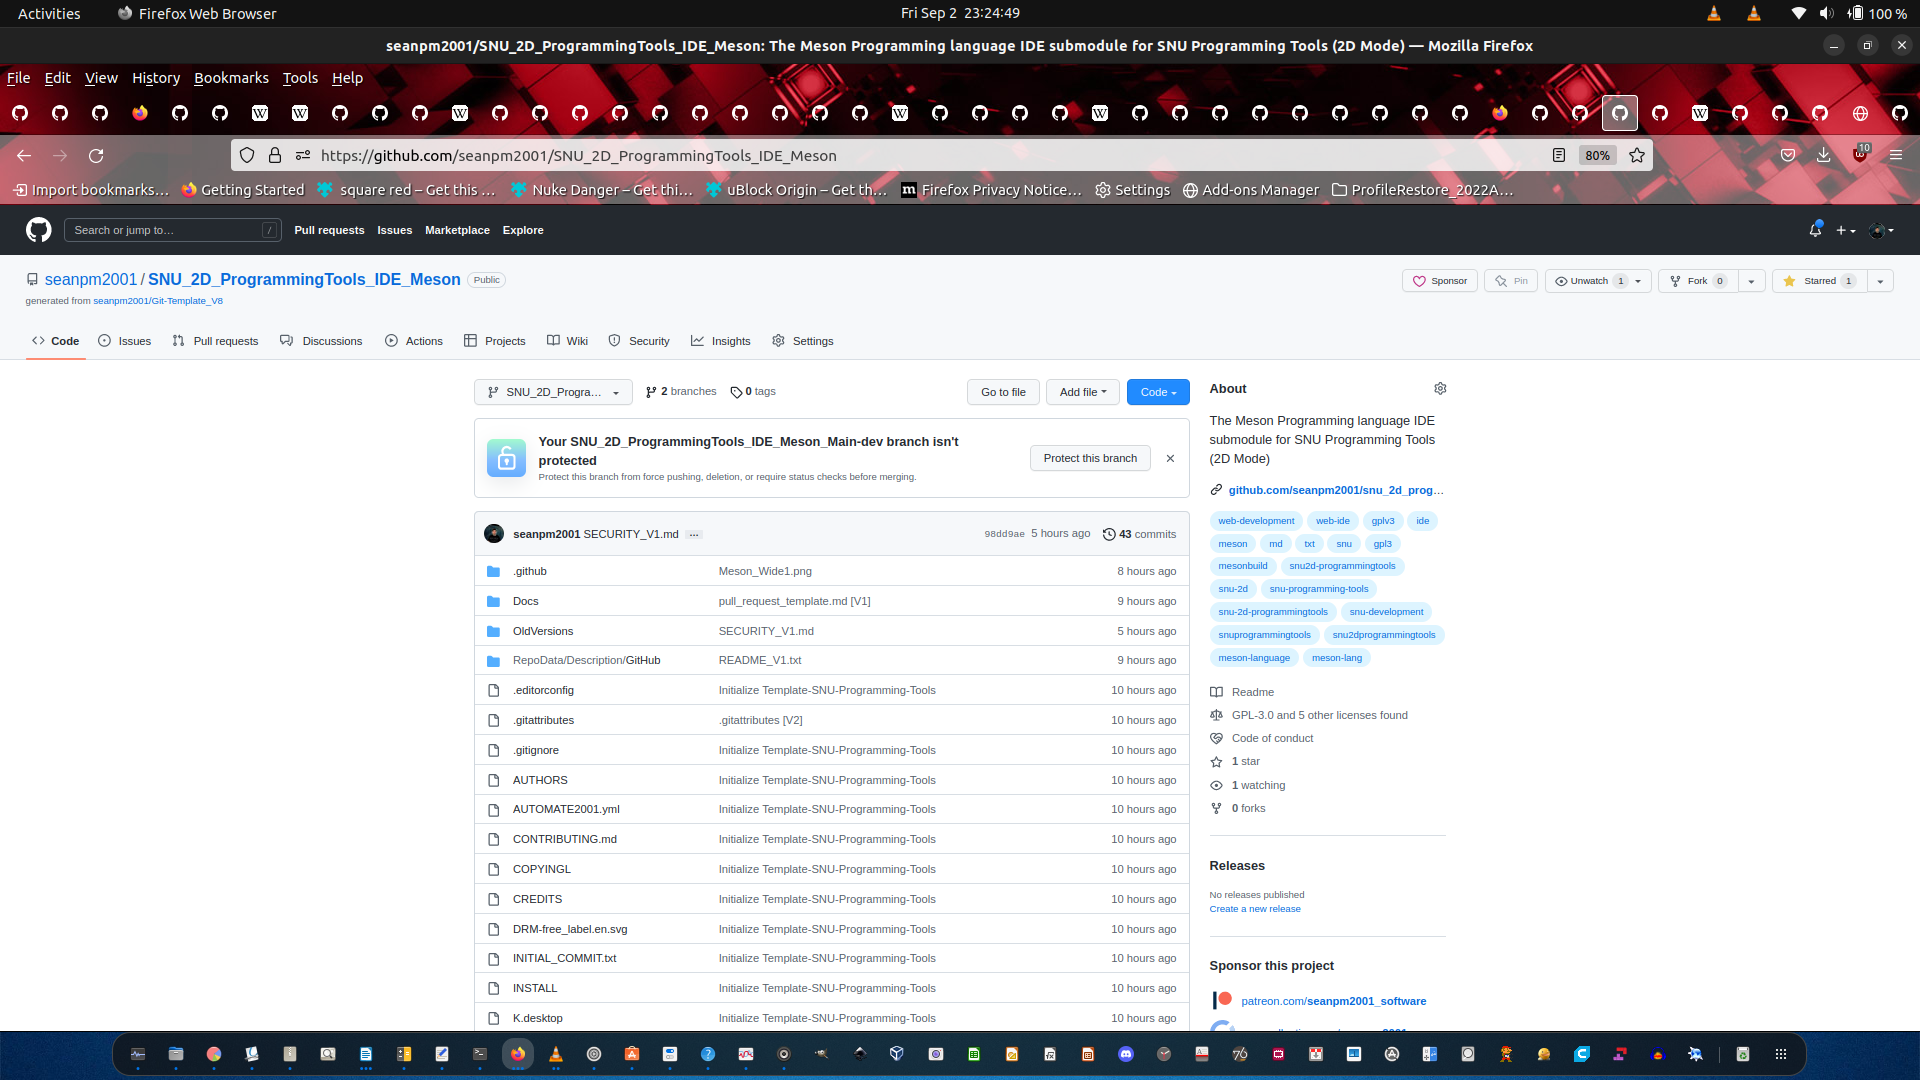 Activities
Firefox Web Browser
Fri Sep 2 23:24:49
100 %
seanpm2001/SNU_2D_ProgrammingTools_IDE_Meson: The Meson Programming language IDE submodule for SNU Programming Tools (2D Mode) — Mozilla Firefox
File Edit View History Bookmarks Tools Help
https://github.com/seanpm2001/SNU_2D_ProgrammingTools_IDE_Meson
80%
10
Import bookmarks…
Getting Started
square red – Get this …
Nuke Danger – Get thi…
uBlock Origin – Get th…
Firefox Privacy Notice…
Settings
Add-ons Manager
ProfileRestore_2022A…
Search or jump to…
/
Pull requests
Issues
Marketplace
Explore
seanpm2001 / SNU_2D_ProgrammingTools_IDE_Meson
Public
generated from seanpm2001/Git-Template_V8
Sponsor
Pin
Unwatch 1
Fork 0
Starred 1
Code
Issues
Pull requests
Discussions
Actions
Projects
Wiki
Security
Insights
Settings
SNU_2D_Progra…
2 branches
0 tags
Go to file
Add file
Code
Your SNU_2D_ProgrammingTools_IDE_Meson_Main-dev branch isn't
protected
Protect this branch from force pushing, deletion, or require status checks before merging.
Protect this branch
seanpm2001 SECURITY_V1.md …
98dd9ae 5 hours ago
43 commits
.github Meson_Wide1.png 8 hours ago
Docs pull_request_template.md [V1] 9 hours ago
OldVersions SECURITY_V1.md 5 hours ago
RepoData/Description/GitHub README_V1.txt 9 hours ago
.editorconfig Initialize Template-SNU-Programming-Tools 10 hours ago
.gitattributes .gitattributes [V2] 10 hours ago
.gitignore Initialize Template-SNU-Programming-Tools 10 hours ago
AUTHORS Initialize Template-SNU-Programming-Tools 10 hours ago
AUTOMATE2001.yml Initialize Template-SNU-Programming-Tools 10 hours ago
CONTRIBUTING.md Initialize Template-SNU-Programming-Tools 10 hours ago
COPYINGL Initialize Template-SNU-Programming-Tools 10 hours ago
CREDITS Initialize Template-SNU-Programming-Tools 10 hours ago
DRM-free_label.en.svg Initialize Template-SNU-Programming-Tools 10 hours ago
INITIAL_COMMIT.txt Initialize Template-SNU-Programming-Tools 10 hours ago
INSTALL Initialize Template-SNU-Programming-Tools 10 hours ago
K.desktop Initialize Template-SNU-Programming-Tools 10 hours ago
About
The Meson Programming language IDE
submodule for SNU Programming Tools
(2D Mode)
github.com/seanpm2001/snu_2d_prog…
web-development web-ide gplv3 ide
meson md txt snu gpl3
mesonbuild snu2d-programmingtools
snu-2d snu-programming-tools
snu-2d-programmingtools snu-development
snuprogrammingtools snu2dprogrammingtools
meson-language meson-lang
Readme
GPL-3.0 and 5 other licenses found
Code of conduct
1 star
1 watching
0 forks
Releases
No releases published
Create a new release
Sponsor this project
patreon.com/seanpm2001_software